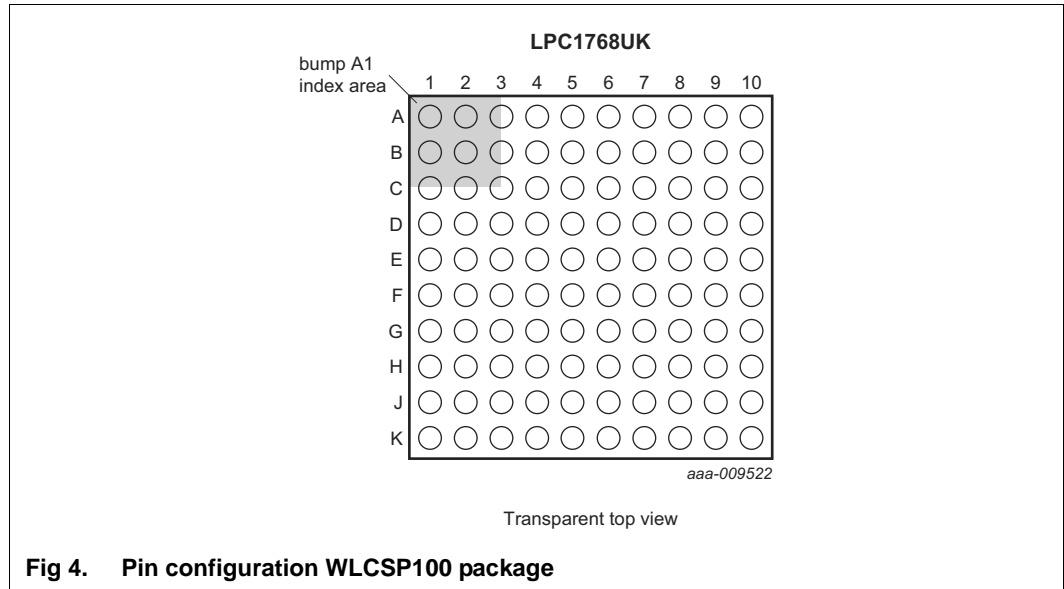 LPC1768UK
bump A1
index area
1 2 3 4 5 6 7 8 9 10
A
B
C
D
E
F
G
H
J
K
aaa-009522
Transparent top view
Fig 4. Pin configuration WLCSP100 package